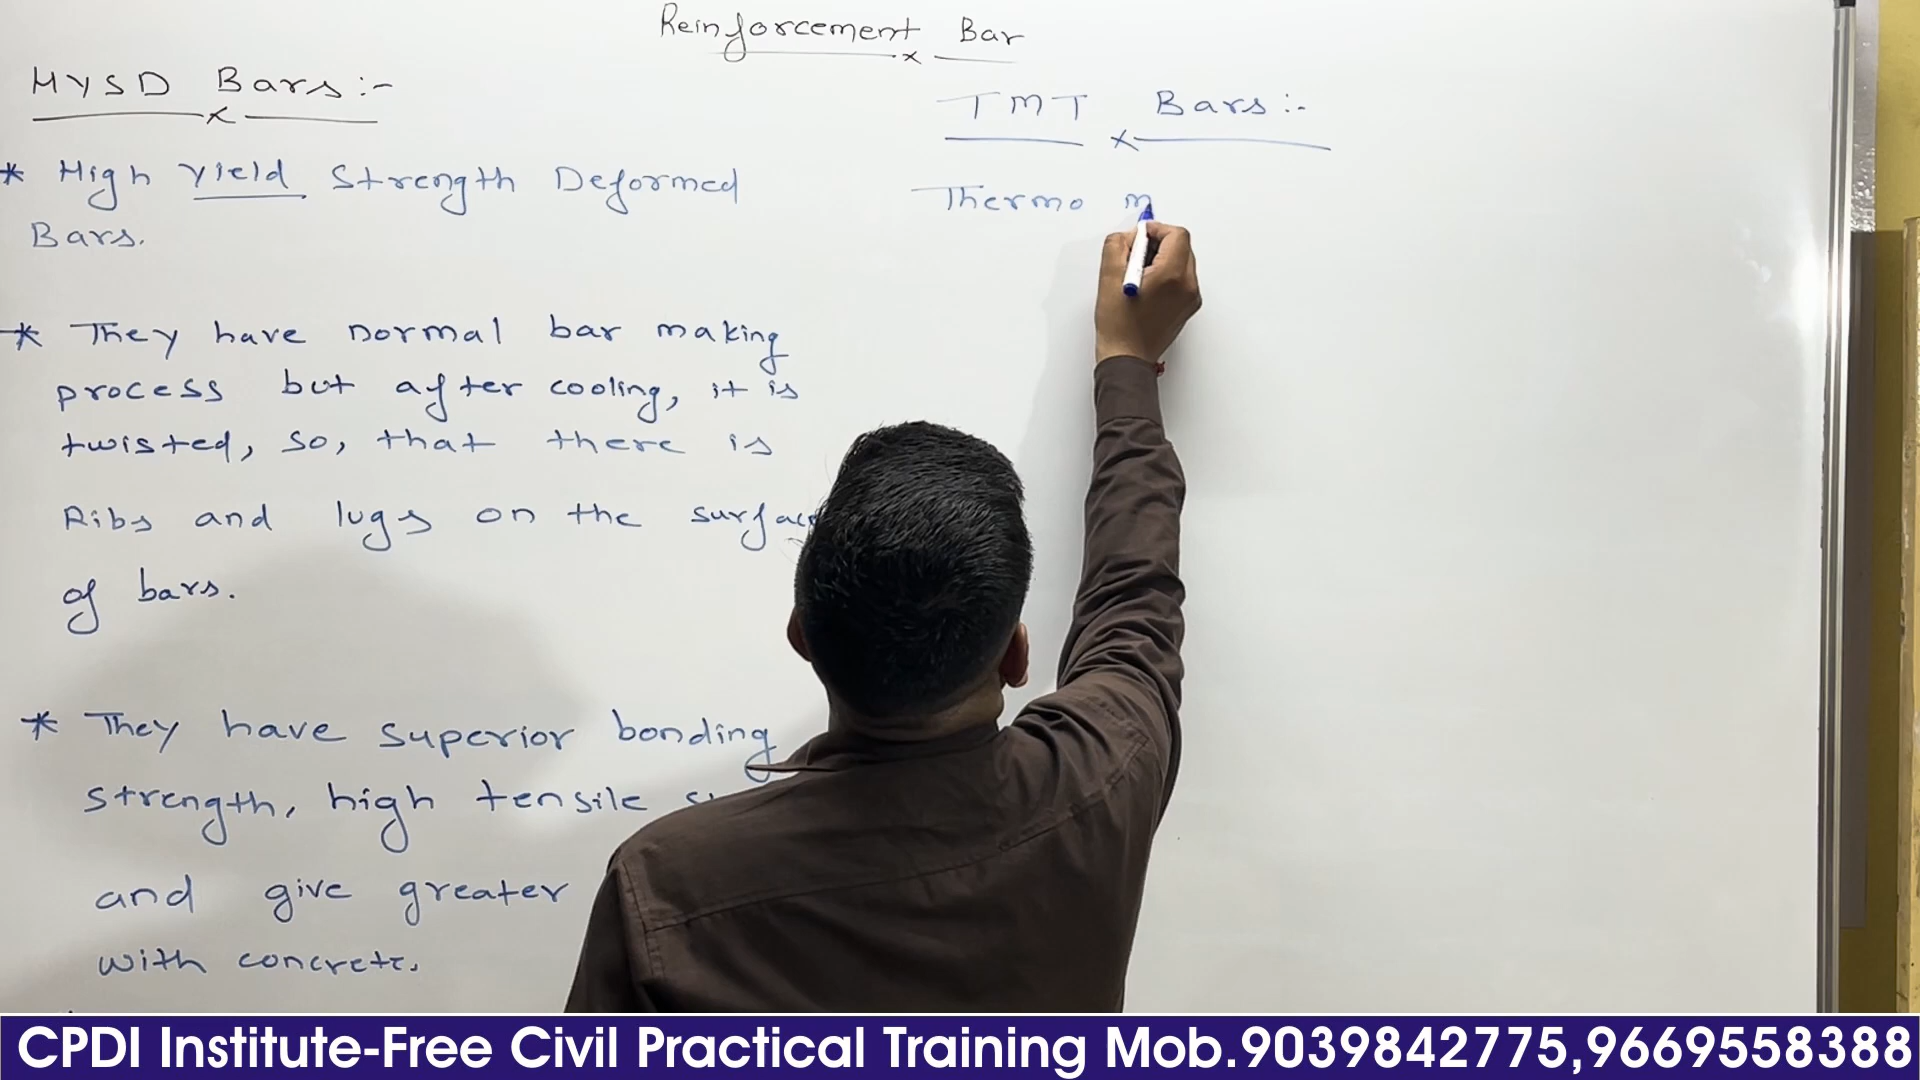 Reinforcement Bar
HYSD Bars:-
* High Yield Strength Deformed
Bars.
* They have normal bar making
process but after cooling, it is
twisted, so, that there is
Ribs and lugs on the surfac
of bars.
* They have superior bonding
strength, high tensile
and give greater
with concrete.
TMT Bars:-
Thermo m
CPDI Institute-Free Civil Practical Training Mob.9039842775,9669558388